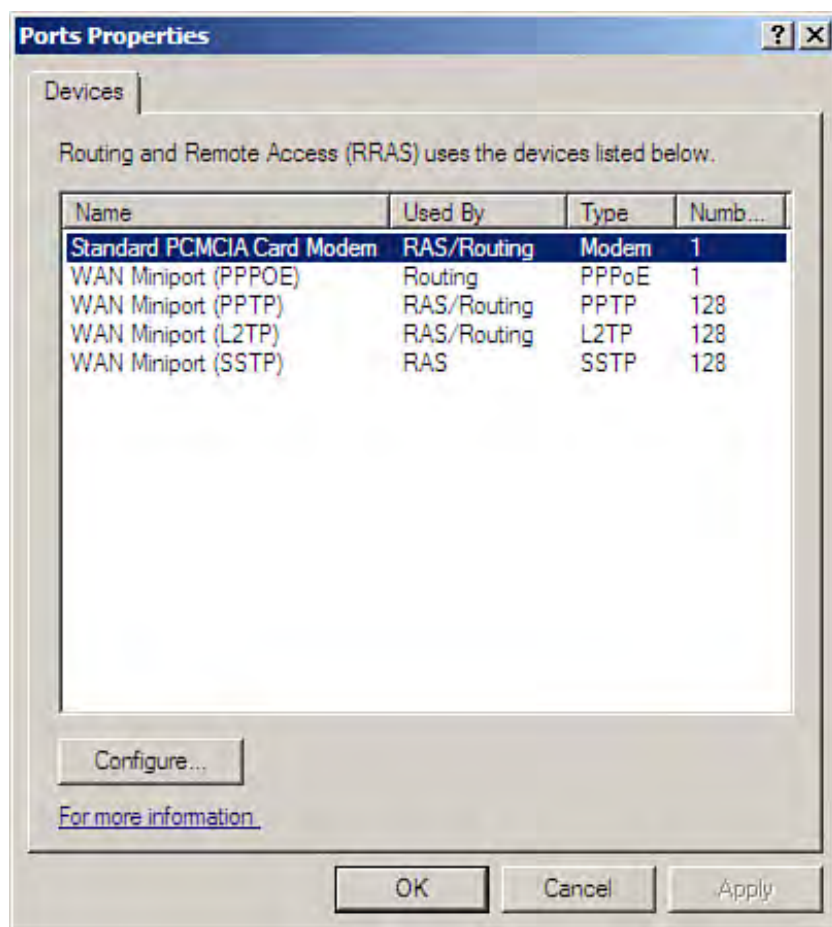 Ports Properties
Devices
Routing and Remote Access (RRAS) uses the devices listed below.
Name Used By Type Numb...
Standard PCMCIA Card Modem RAS/Routing Modem 1
WAN Miniport (PPPOE) Routing PPPoE 1
WAN Miniport (PPTP) RAS/Routing PPTP 128
WAN Miniport (L2TP) RAS/Routing L2TP 128
WAN Miniport (SSTP) RAS SSTP 128
Configure...
For more information
OK Cancel Apply